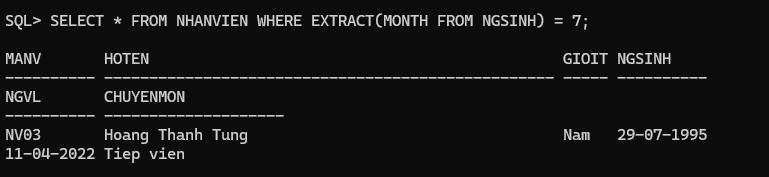 SQL> SELECT * FROM NHANVIEN WHERE EXTRACT(MONTH FROM NGSINH) = 7;
MANV       HOTEN                                              GIOIT NGSINH
---------- -------------------------------------------------- ----- ----------
NGVL       CHUYENMON
---------- --------------------
NV03       Hoang Thanh Tung                                   Nam   29-07-1995
11-04-2022 Tiep vien